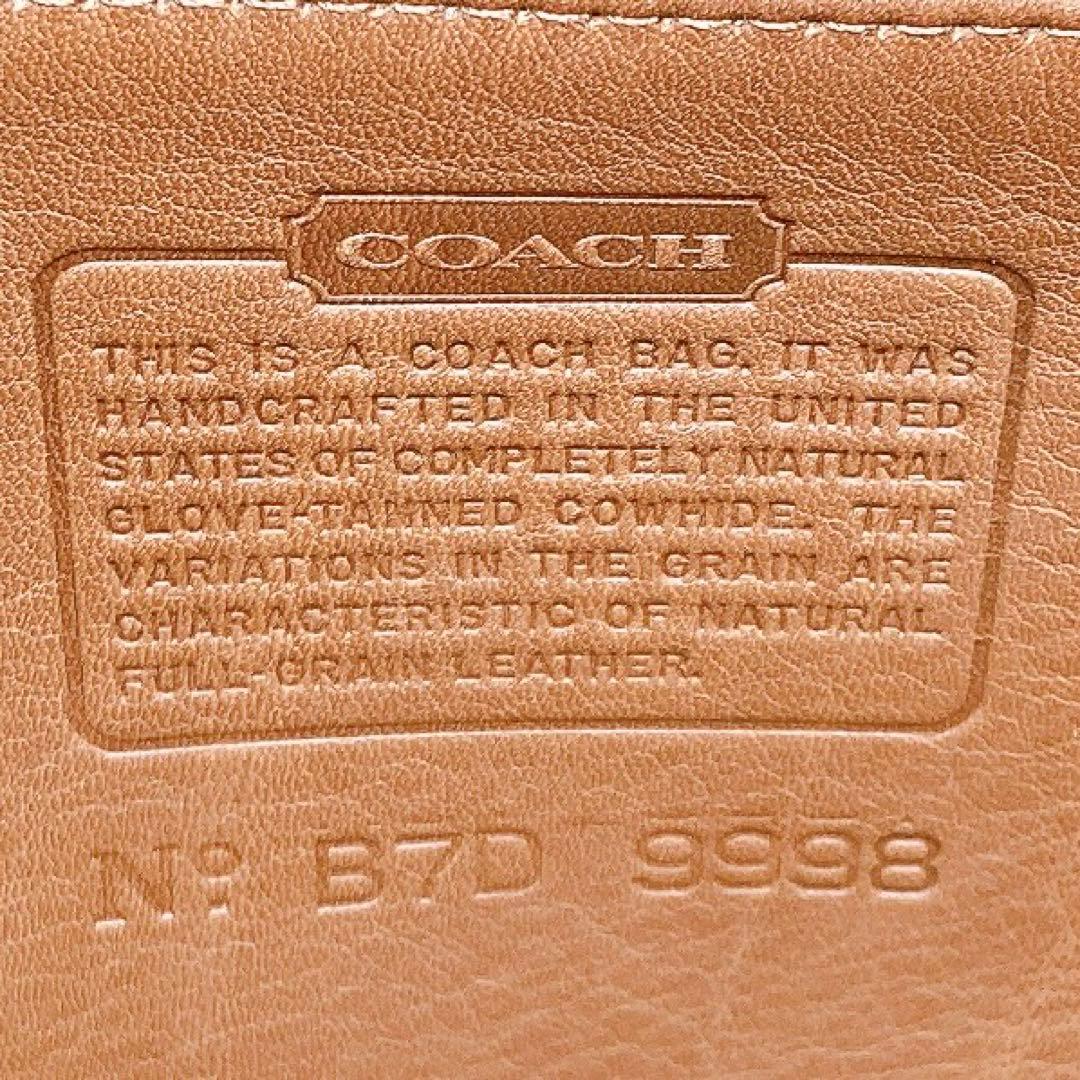 COACH
THIS IS A COACH BAG. IT WAS
HANDCRAFTED IN THE UNITED
STATES OF COMPLETELY NATURAL
GLOVE-TANNED COWHIDE. THE
VARIATIONS IN THE GRAIN ARE
CHARACTERISTIC OF NATURAL
FULL-GRAIN LEATHER.
Nº B7D 9998